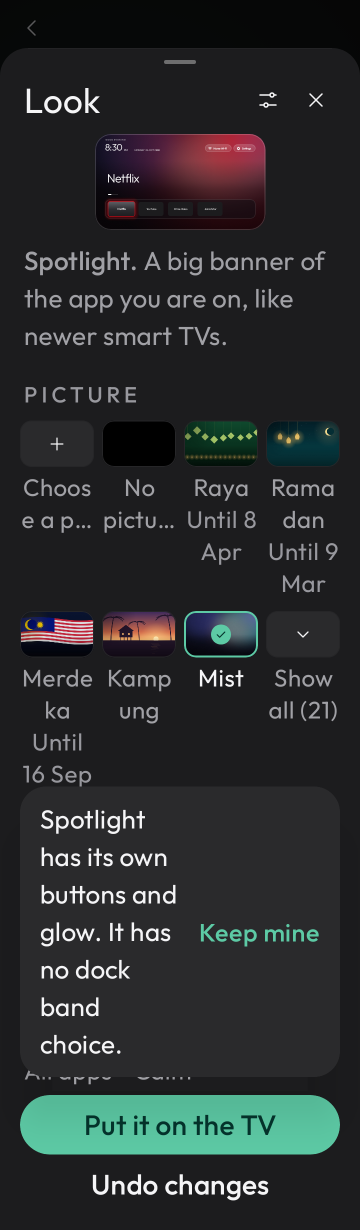 Look
8:30
Netflix
Spotlight. A big banner of
the app you are on, like
newer smart TVs.
PICTURE
Choos
e a p...
No
pictu...
Raya
Until 8
Apr
Rama
dan
Until 9
Mar
Merde
ka
Until
16 Sep
Kamp
ung
Mist
Show
all (21)
Spotlight
has its own
buttons and
glow. It has
no dock
band
choice.
Keep mine
Put it on the TV
Undo changes